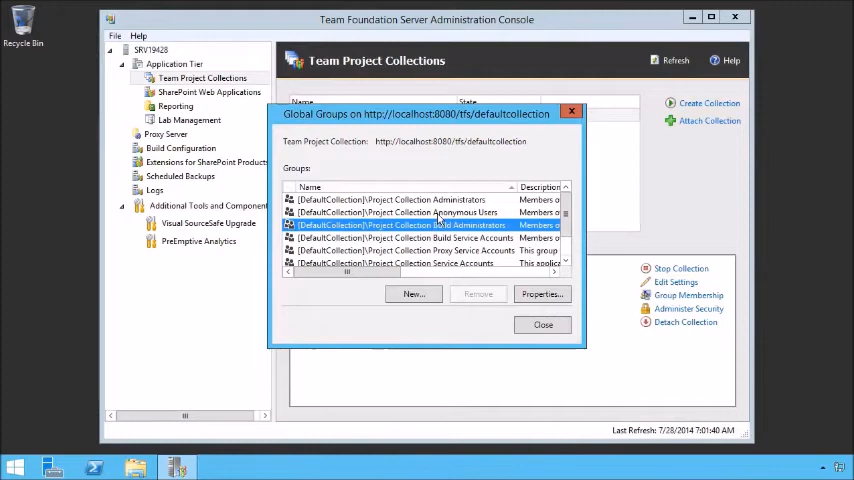 Recycle Bin
Team Foundation Server Administration Console
File Help
SRV19428
Application Tier
Team Project Collections
SharePoint Web Applications
Reporting
Lab Management
Proxy Server
Build Configuration
Extensions for SharePoint Products
Scheduled Backups
Logs
Additional Tools and Component
Visual SourceSafe Upgrade
PreEmptive Analytics
Team Project Collections
Refresh
Help
Name State
Create Collection
Attach Collection
Global Groups on http://localhost:8080/tfs/defaultcollection
Team Project Collection: http://localhost:8080/tfs/defaultcollection
Groups:
Name Description
[DefaultCollection]\Project Collection Administrators Members o
[DefaultCollection]\Project Collection Anonymous Users Members o
[DefaultCollection]\Project Collection Build Administrators Members o
[DefaultCollection]\Project Collection Build Service Accounts Members o
[DefaultCollection]\Project Collection Proxy Service Accounts This group
[DefaultCollection]\Project Collection Service Accounts This applica
New... Remove Properties...
Close
Stop Collection
Edit Settings
Group Membership
Administer Security
Detach Collection
Last Refresh: 7/28/2014 7:01:40 AM